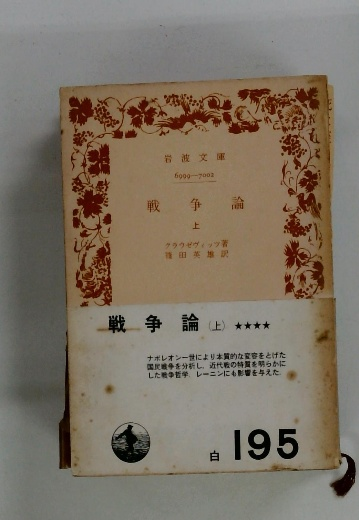 岩波文庫
6999—7002
戦争論
上
クラウゼヴィッツ著
篠田英雄訳
戦争論(上)★★★★
ナポレオン一世により本質的な変容をとげた
国民戦争を分析し、近代戦の特質を明らかに
した戦争哲学。レーニンにも影響を与えた。
白 195